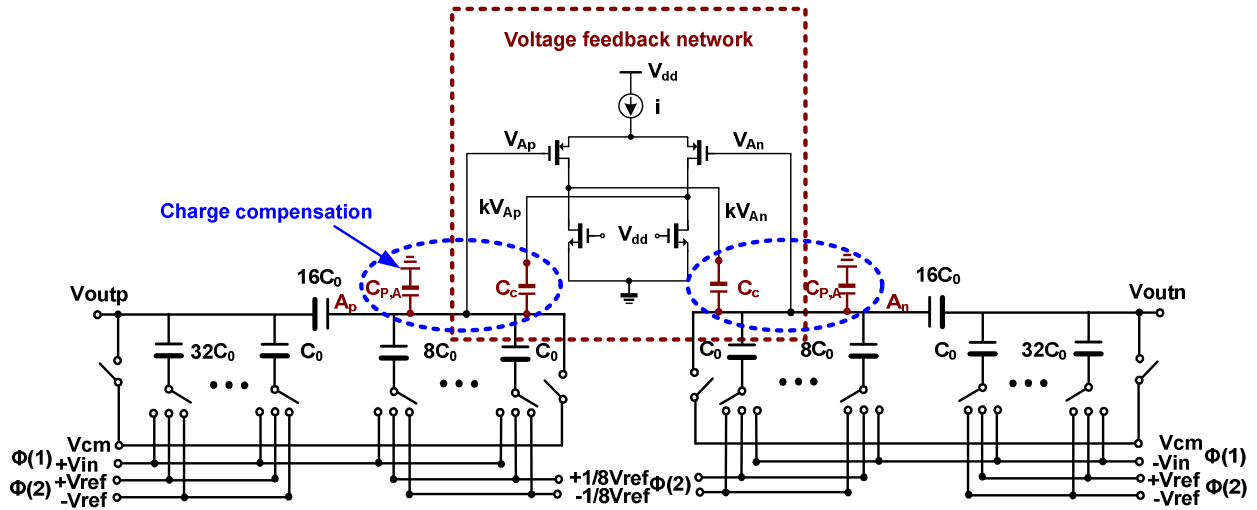 Voltage feedback network
Vdd
i
VAp
VAn
Charge compensation
kVAp
Vdd
kVAn
16C0
CP,A
Cc
Cc
CP,A
16C0
Voutp
Ap
An
Voutn
32C0
C0
8C0
C0
C0
8C0
C0
32C0
Vcm
Vcm
Φ(1)
+Vin
-Vin
Φ(1)
Φ(2)
+Vref
+1/8Vref
Φ(2)
+Vref
Φ(2)
-Vref
-1/8Vref
-Vref